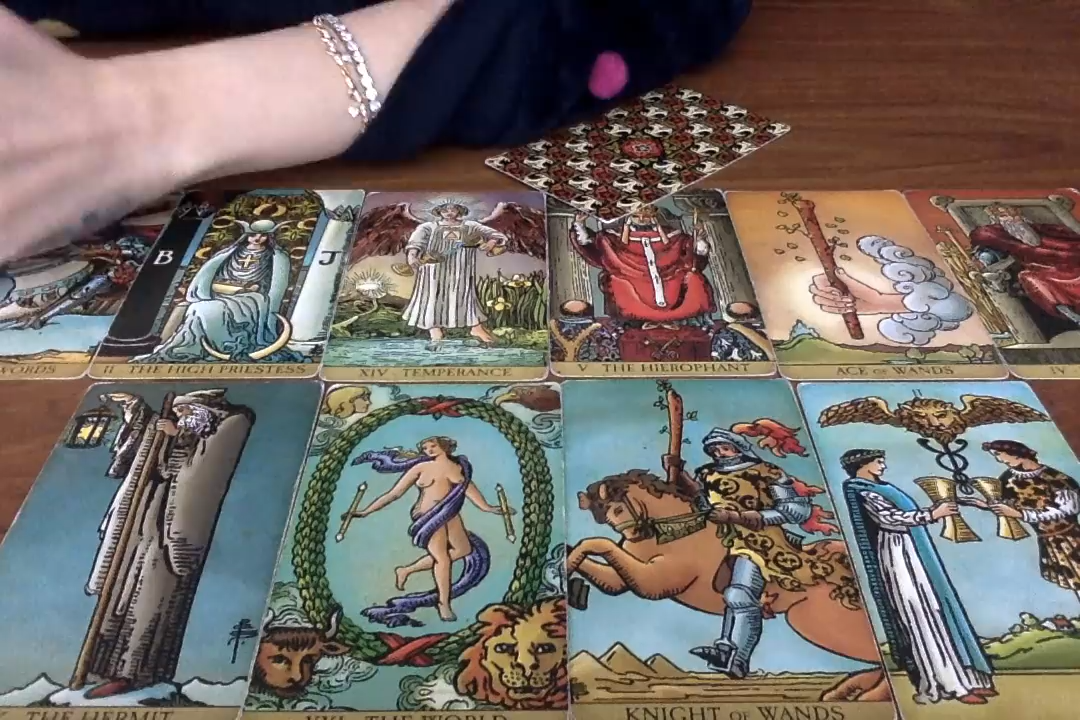 B
J
WORDS
II THE HIGH PRIESTESS
XIV TEMPERANCE
V THE HIEROPHANT
ACE OF WANDS
IV
THE HERMIT
XXI THE WORLD
KNIGHT OF WANDS
II